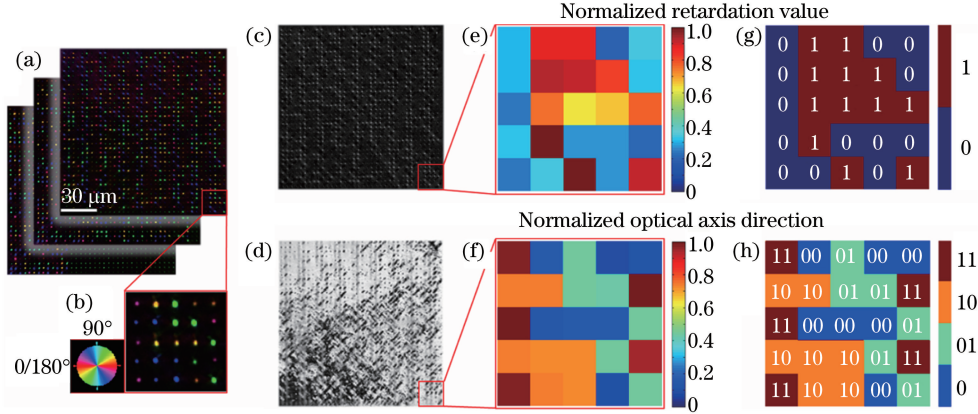 Normalized retardation value
(a)
30 μm
(b)
90°
0/180°
(c)
(e)
1.0
0.8
0.6
0.4
0.2
0
(g)
0 1 1 0 0
0 1 1 1 0
0 1 1 1 1
0 1 0 0 0
0 0 1 0 1
1
0
Normalized optical axis direction
(d)
(f)
1.0
0.8
0.6
0.4
0.2
0
(h)
11 00 01 00 00
10 10 01 01 11
11 00 00 00 01
10 10 10 01 11
11 10 10 00 01
11
10
01
0